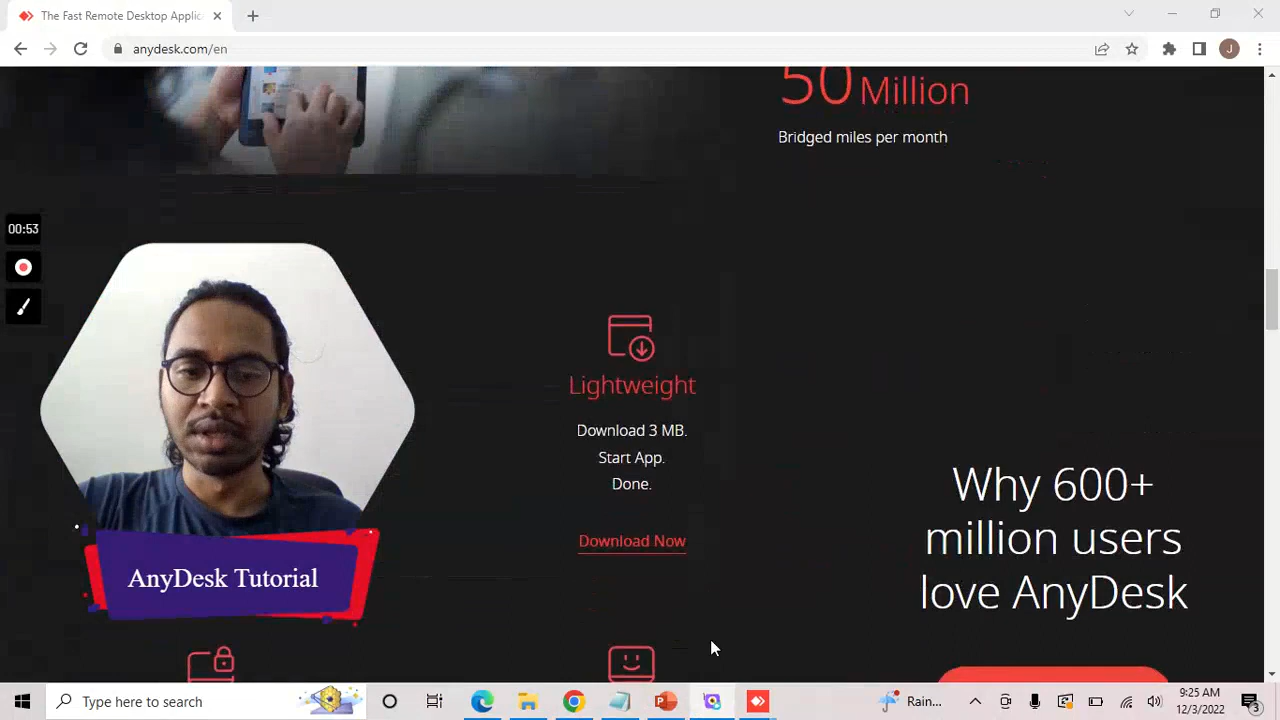 The Fast Remote Desktop Applic
anydesk.com/en
J
50 Million
Bridged miles per month
00:53
Lightweight
Download 3 MB.
Start App.
Done.
Download Now
Why 600+
million users
love AnyDesk
AnyDesk Tutorial
Type here to search
Rain...
9:25 AM
12/3/2022
3